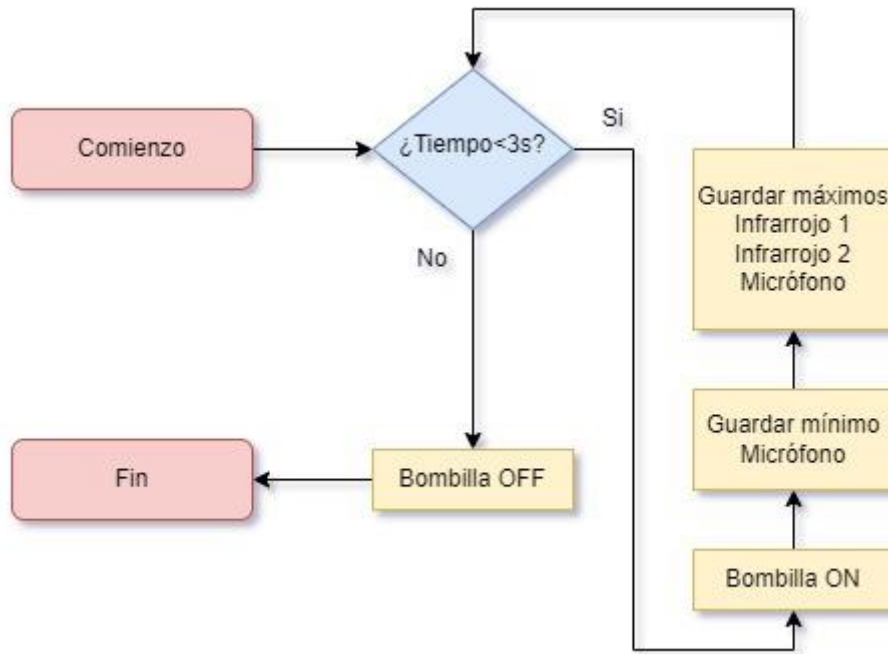 Comienzo
¿Tiempo<3s?
Si
No
Bombilla ON
Guardar mínimo
Micrófono
Guardar máximos
Infrarrojo 1
Infrarrojo 2
Micrófono
Bombilla OFF
Fin